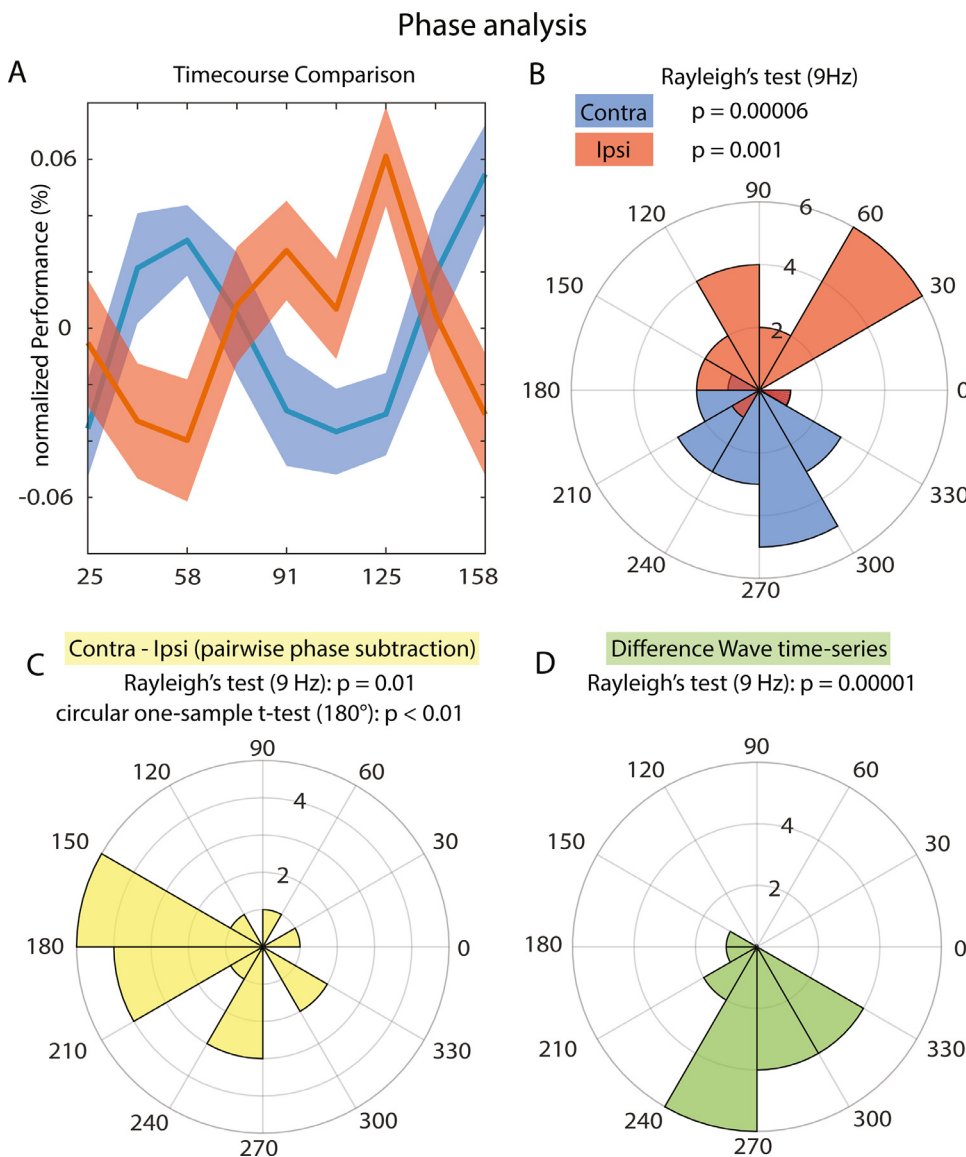 Phase analysis
A
Timecourse Comparison
normalized Performance (%)
0.06
0
-0.06
25 58 91 125 158
B
Rayleigh's test (9Hz)
Contra p = 0.00006
Ipsi p = 0.001
90
120 6 60
150 4 30
2
180 0
210 330
240 300
270
C
Contra - Ipsi (pairwise phase subtraction)
Rayleigh's test (9 Hz): p = 0.01
circular one-sample t-test (180°): p < 0.01
90
120 60
4
150 30
2
180 0
210 330
240 300
270
D
Difference Wave time-series
Rayleigh's test (9 Hz): p = 0.00001
90
120 60
4
150 30
2
180 0
210 330
240 300
270